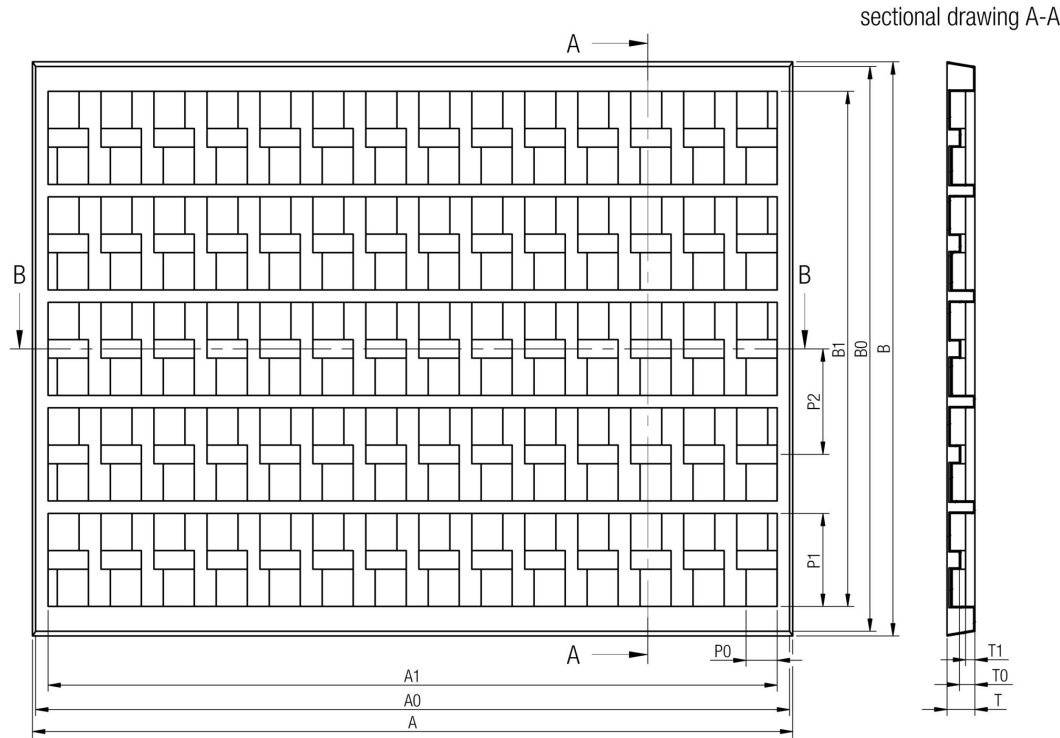 sectional drawing A-A
A
B
B
B1
B0
B
P2
P1
A
P0
T1
A1
T0
A0
T
A